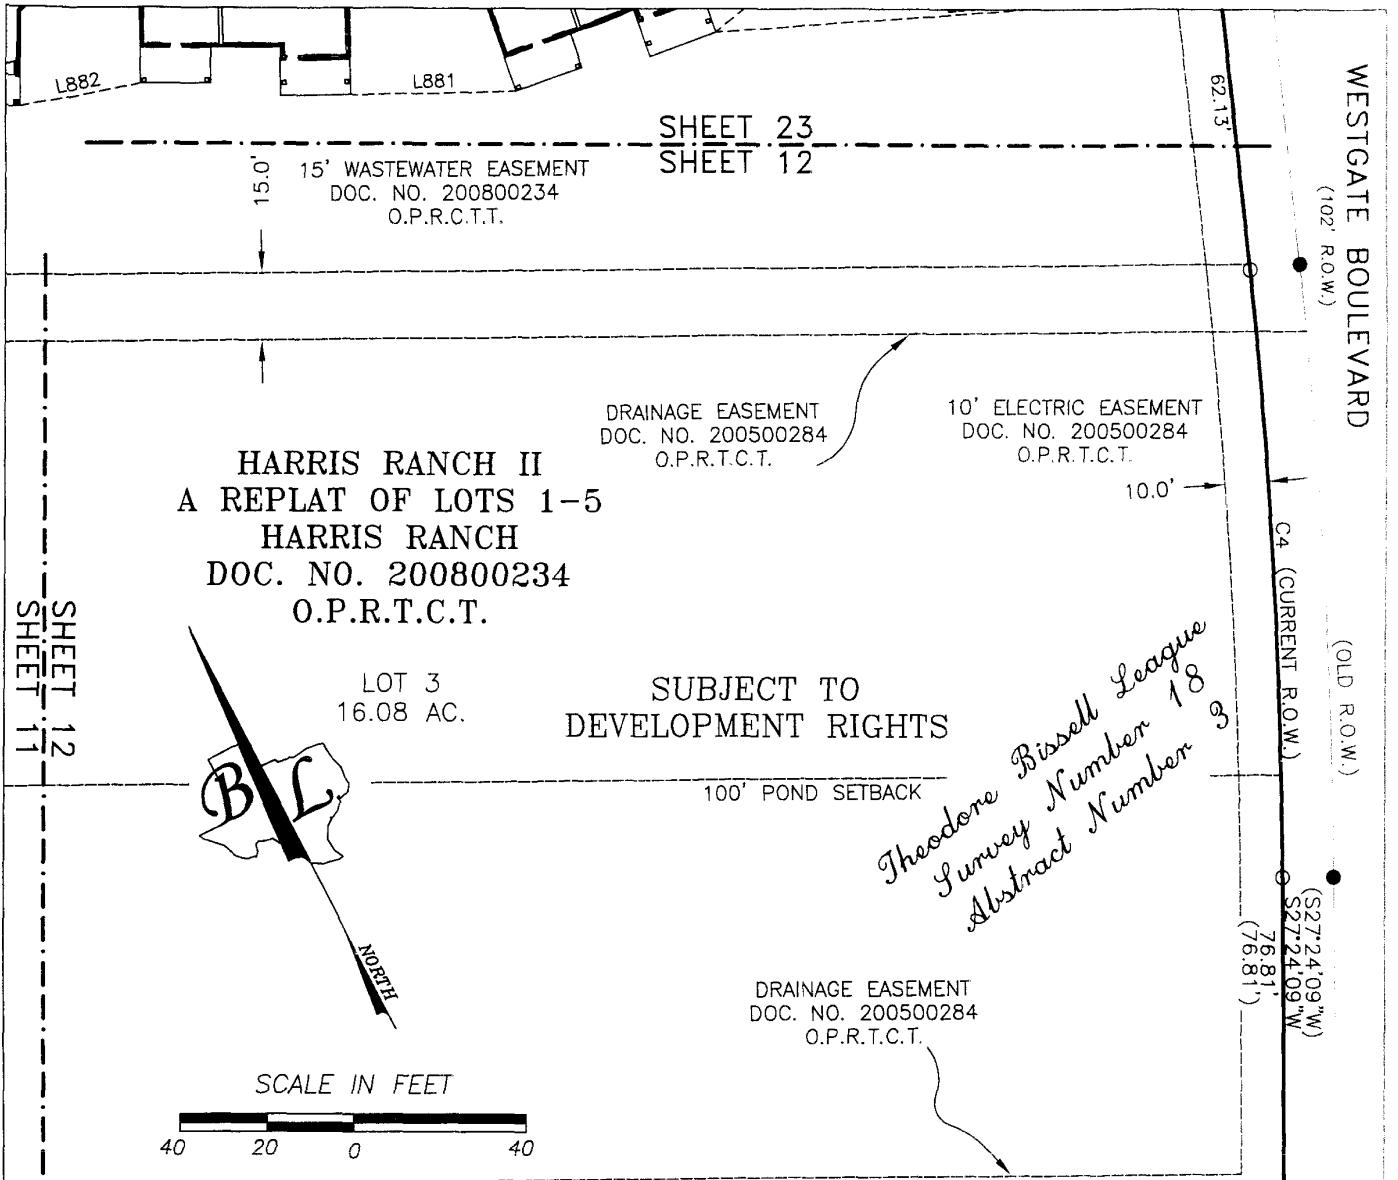 L882
L881
62.13'
WESTGATE BOULEVARD
(102' R.O.W.)
SHEET 23
SHEET 12
15.0'
15' WASTEWATER EASEMENT
DOC. NO. 200800234
O.P.R.C.T.T.
DRAINAGE EASEMENT
DOC. NO. 200500284
O.P.R.T.C.T.
10' ELECTRIC EASEMENT
DOC. NO. 200500284
O.P.R.T.C.T.
10.0'
HARRIS RANCH II
A REPLAT OF LOTS 1-5
HARRIS RANCH
DOC. NO. 200800234
O.P.R.T.C.T.
C4 (CURRENT R.O.W.)
(OLD R.O.W.)
SHEET 12
SHEET 11
LOT 3
16.08 AC.
SUBJECT TO
DEVELOPMENT RIGHTS
Theodore Bissell League
Survey Number 18
Abstract Number 3
B L
100' POND SETBACK
NORTH
(S27°24'09"W)
S27°24'09"W
76.81'
(76.81')
DRAINAGE EASEMENT
DOC. NO. 200500284
O.P.R.T.C.T.
SCALE IN FEET
40 20 0 40